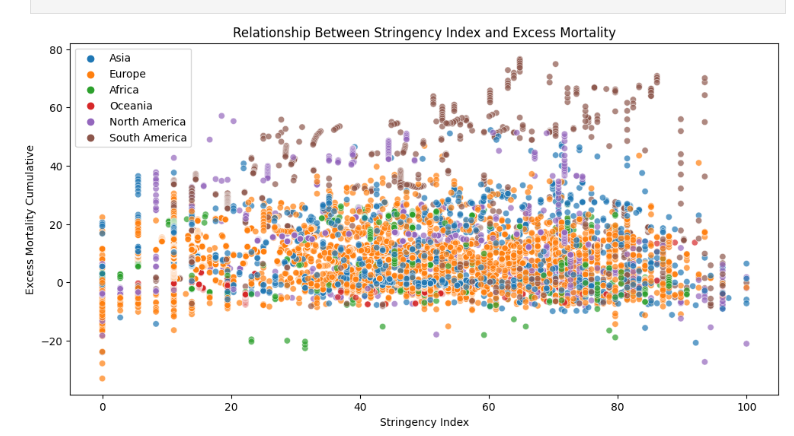 Relationship Between Stringency Index and Excess Mortality
80
60
40
20
0
−20
Excess Mortality Cumulative
Asia
Europe
Africa
Oceania
North America
South America
0 20 40 60 80 100
Stringency Index